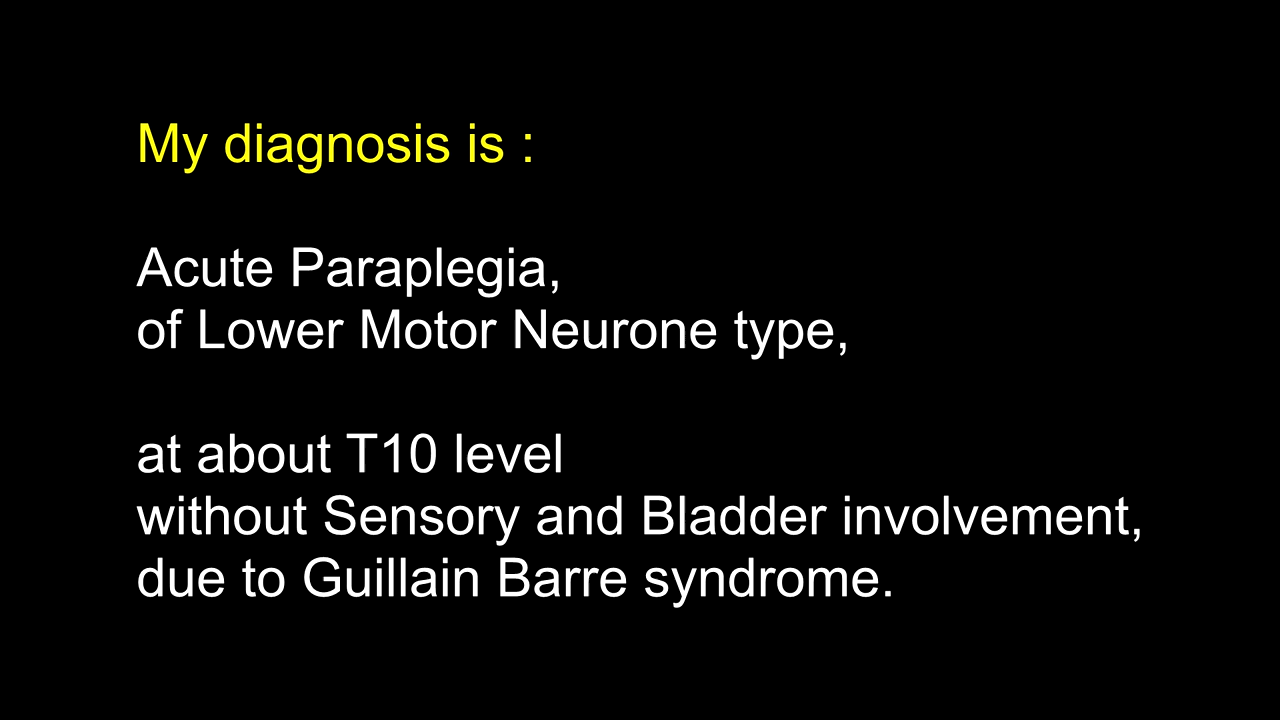 My diagnosis is :
Acute Paraplegia,
of Lower Motor Neurone type,
at about T10 level
without Sensory and Bladder involvement,
due to Guillain Barre syndrome.